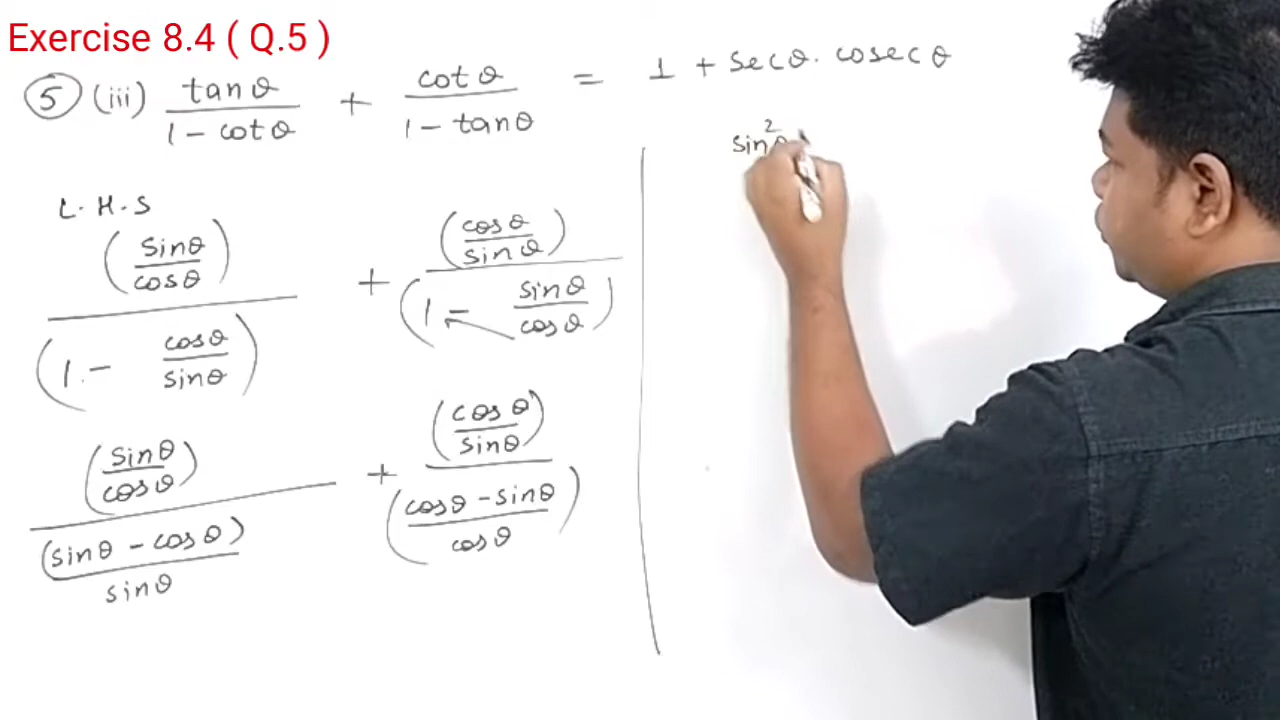 Exercise 8.4 ( Q.5 )
5 (iii) tanθ / 1 - cotθ + cotθ / 1 - tanθ = 1 + secθ. cosecθ
L.H.S
(sinθ / cosθ) / (1 - cosθ / sinθ) + (cosθ / sinθ) / (1 - sinθ / cosθ)
(sinθ / cosθ) / ((sinθ - cosθ) / sinθ) + (cosθ / sinθ) / (cosθ - sinθ / cosθ)
sin²θ